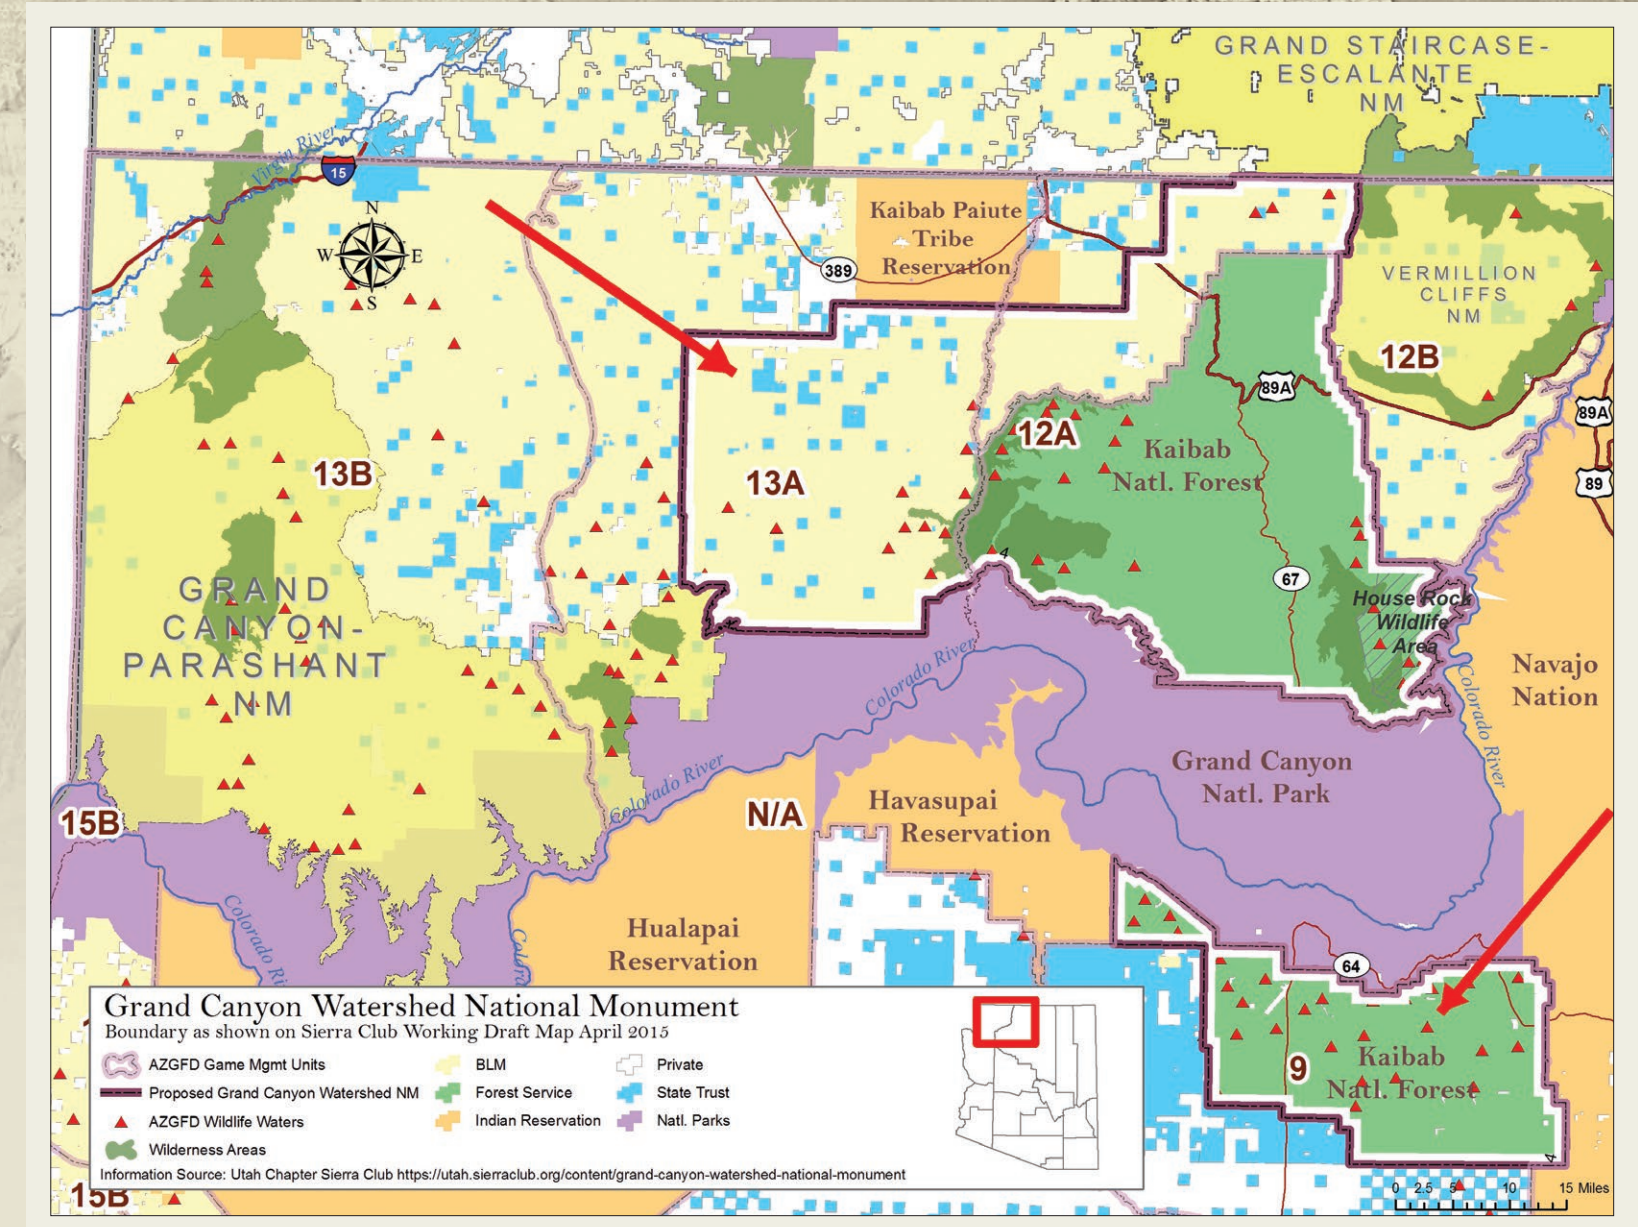 GRAND STAIRCASE-
ESCALANTE
NM
Virgin River
15
N
W E
S
Kaibab Paiute
Tribe
Reservation
389
VERMILLION
CLIFFS
NM
12B
89A
89A
89
12A
Kaibab
Natl. Forest
13A
13B
4
67
House Rock
Wildlife
Area
GRAND
CANYON-
PARASHANT
NM
Navajo
Nation
Colorado River
Colorado River
Colorado River
Grand Canyon
Natl. Park
Havasupai
Reservation
N/A
15B
Hualapai
Reservation
Colorado Ri
Colora
64
9
Kaibab
Natl. Forest
4
Grand Canyon Watershed National Monument
Boundary as shown on Sierra Club Working Draft Map April 2015
AZGFD Game Mgmt Units
BLM
Private
Proposed Grand Canyon Watershed NM
Forest Service
State Trust
AZGFD Wildlife Waters
Indian Reservation
Natl. Parks
Wilderness Areas
Information Source: Utah Chapter Sierra Club https://utah.sierraclub.org/content/grand-canyon-watershed-national-monument
15B
0 2.5 5 10 15 Miles